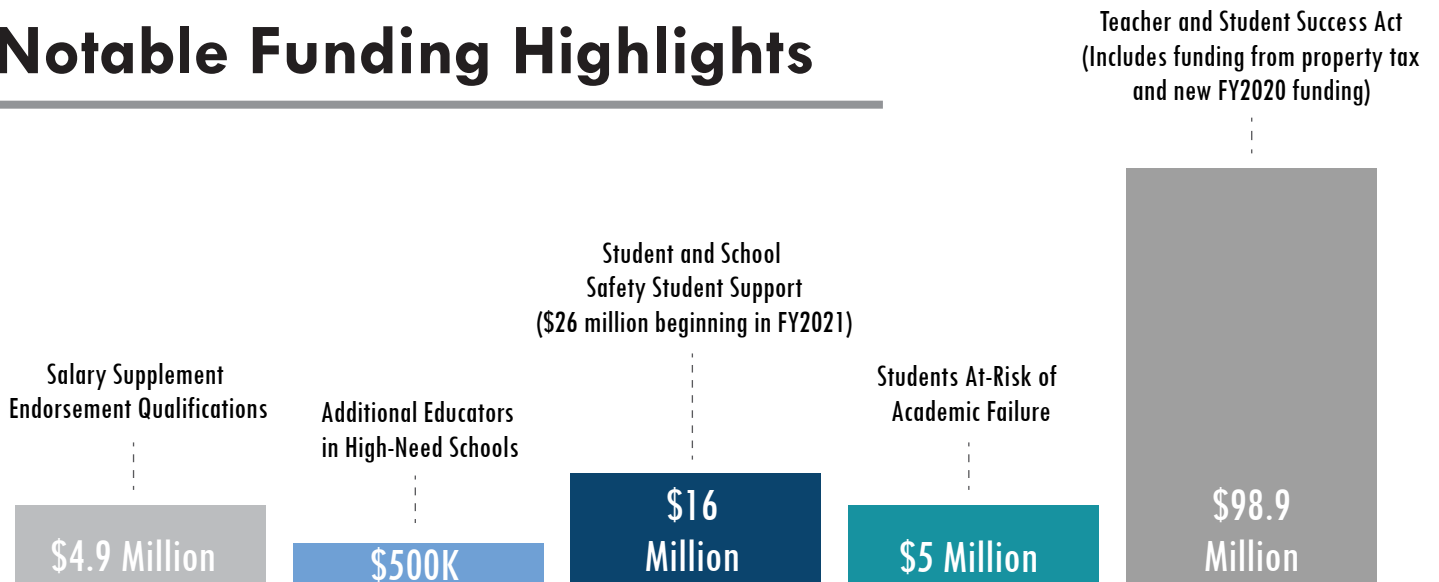 Notable Funding Highlights
Teacher and Student Success Act
(Includes funding from property tax
and new FY2020 funding)
Student and School
Safety Student Support
($26 million beginning in FY2021)
Salary Supplement
Endorsement Qualifications
Additional Educators
in High-Need Schools
Students At-Risk of
Academic Failure
$4.9 Million
$500K
$16
Million
$5 Million
$98.9
Million